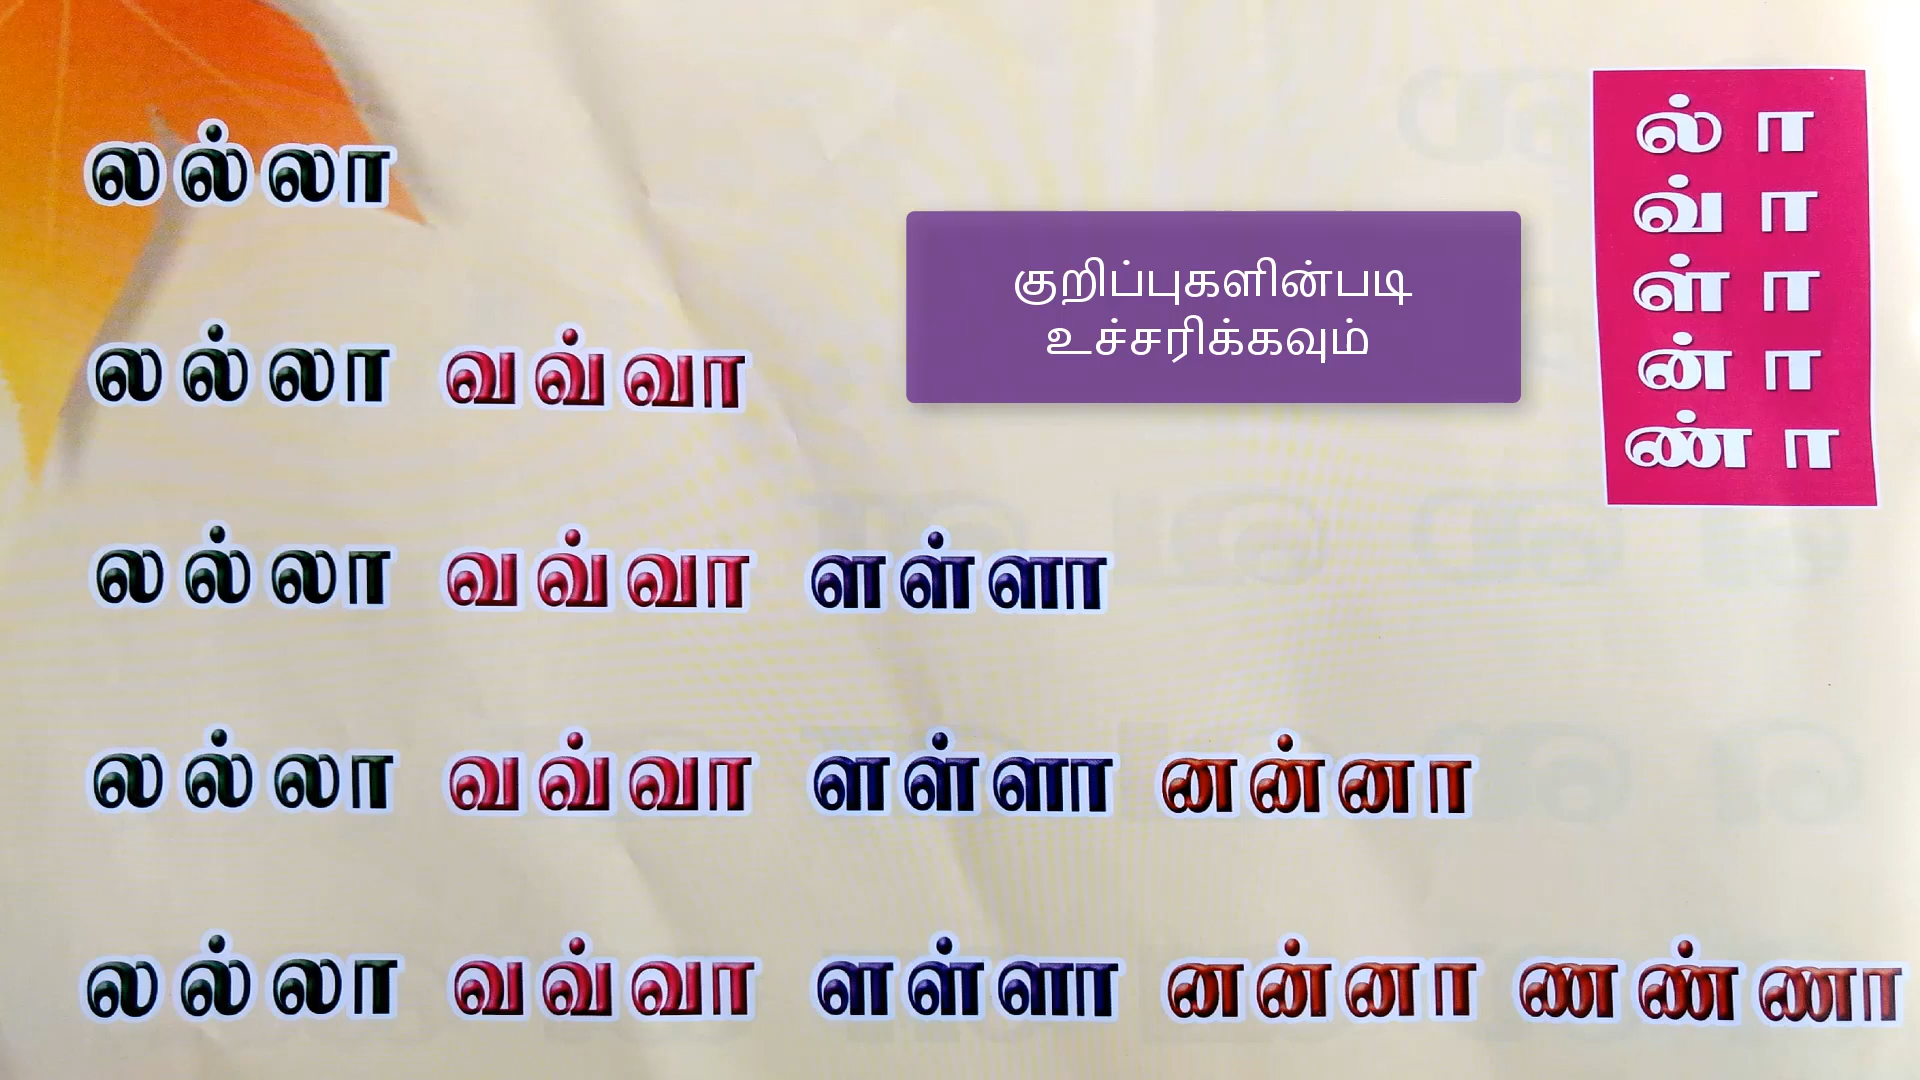 லல்லா
லல்லா வவ்வா
லல்லா வவ்வா ளள்ளா
லல்லா வவ்வா ளள்ளா னன்னா
லல்லா வவ்வா ளள்ளா னன்னா ணண்ணா
குறிப்புகளின்படி
உச்சரிக்கவும்
ல் ா
வ் ா
ள் ா
ன் ா
ண் ா